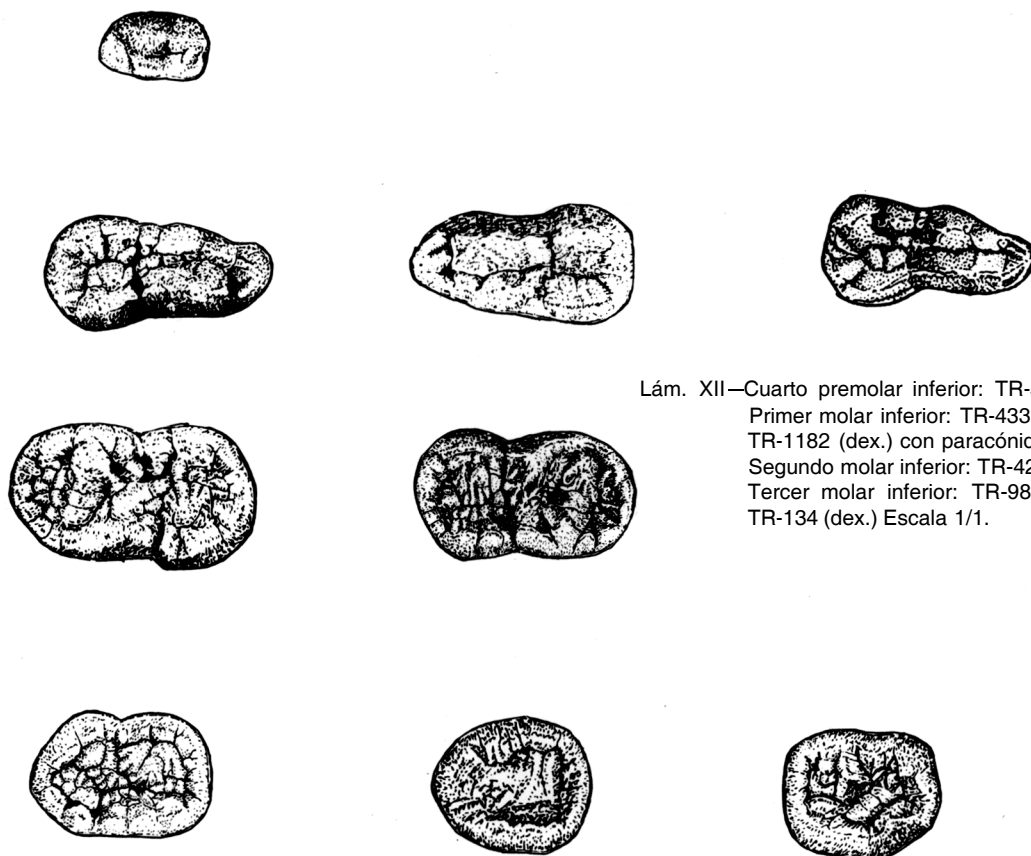 Lám. XII—Cuarto premolar inferior: TR-
Primer molar inferior: TR-433
TR-1182 (dex.) con paracónid
Segundo molar inferior: TR-42
Tercer molar inferior: TR-98
TR-134 (dex.) Escala 1/1.